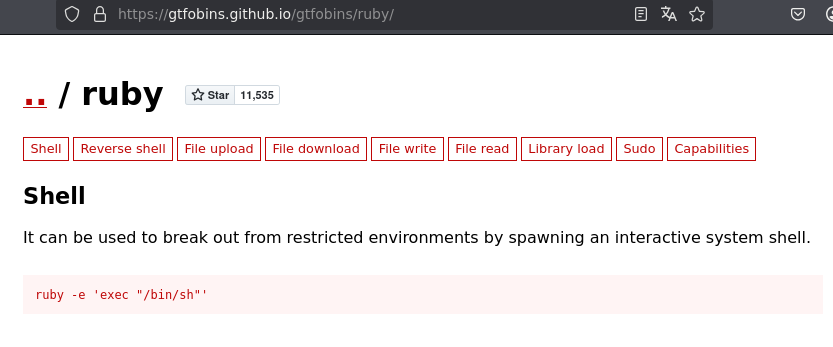 https://gtfobins.github.io/gtfobins/ruby/
.. / ruby
Star 11,535
Shell Reverse shell File upload File download File write File read Library load Sudo Capabilities
Shell
It can be used to break out from restricted environments by spawning an interactive system shell.
ruby -e 'exec "/bin/sh"'